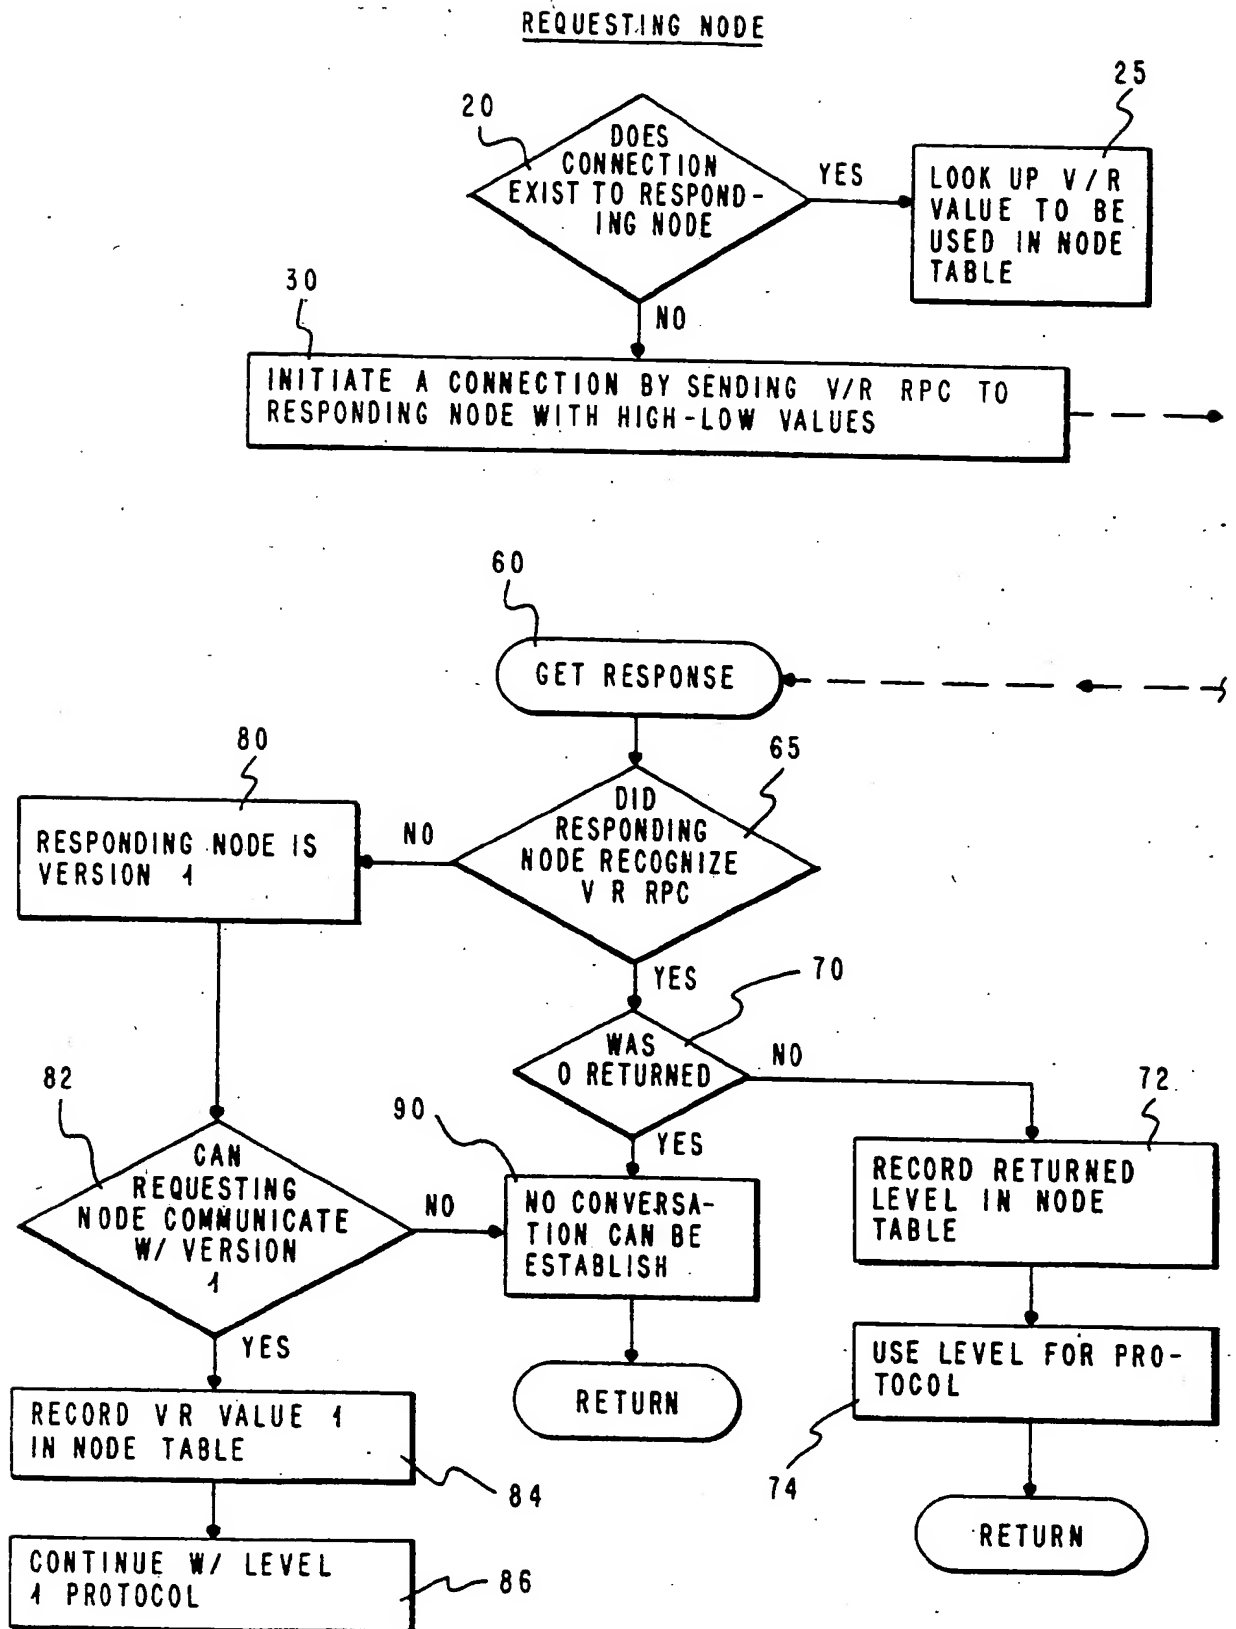 REQUESTING NODE
25
20
DOES
CONNECTION
EXIST TO RESPOND-
ING NODE
YES
LOOK UP V/R
VALUE TO BE
USED IN NODE
TABLE
30
NO
INITIATE A CONNECTION BY SENDING V/R RPC TO
RESPONDING NODE WITH HIGH-LOW VALUES
60
GET RESPONSE
80
65
RESPONDING NODE IS
VERSION 1
NO
DID
RESPONDING
NODE RECOGNIZE
V R RPC
YES
70
WAS
0 RETURNED
NO
82
72
90
YES
CAN
REQUESTING
NODE COMMUNICATE
W/ VERSION
1
NO
NO CONVERSA-
TION CAN BE
ESTABLISH
RECORD RETURNED
LEVEL IN NODE
TABLE
YES
RETURN
USE LEVEL FOR PRO-
TOCOL
74
RECORD VR VALUE 1
IN NODE TABLE
84
RETURN
CONTINUE W/ LEVEL
1 PROTOCOL
86